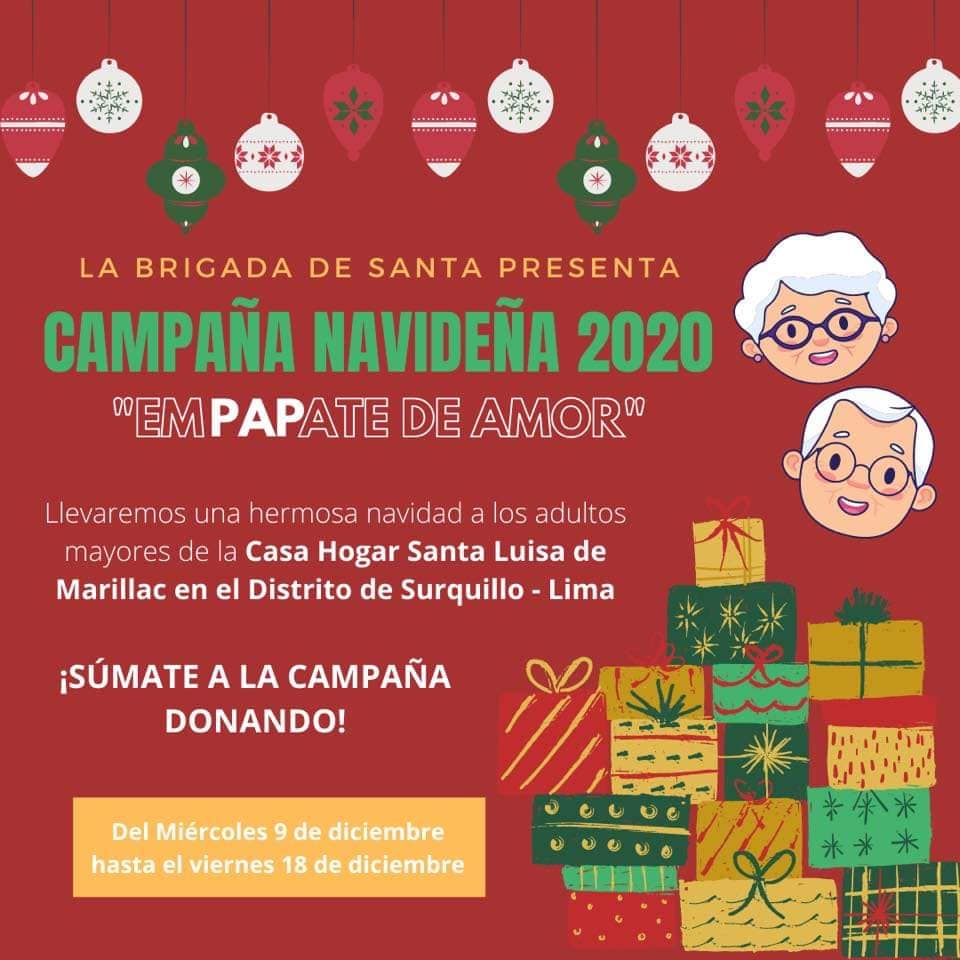 LA BRIGADA DE SANTA PRESENTA
CAMPAÑA NAVIDEÑA 2020
"EMPAPATE DE AMOR"
Llevaremos una hermosa navidad a los adultos
mayores de la Casa Hogar Santa Luisa de
Marillac en el Distrito de Surquillo - Lima
¡SÚMATE A LA CAMPAÑA
DONANDO!
Del Miércoles 9 de diciembre
hasta el viernes 18 de diciembre